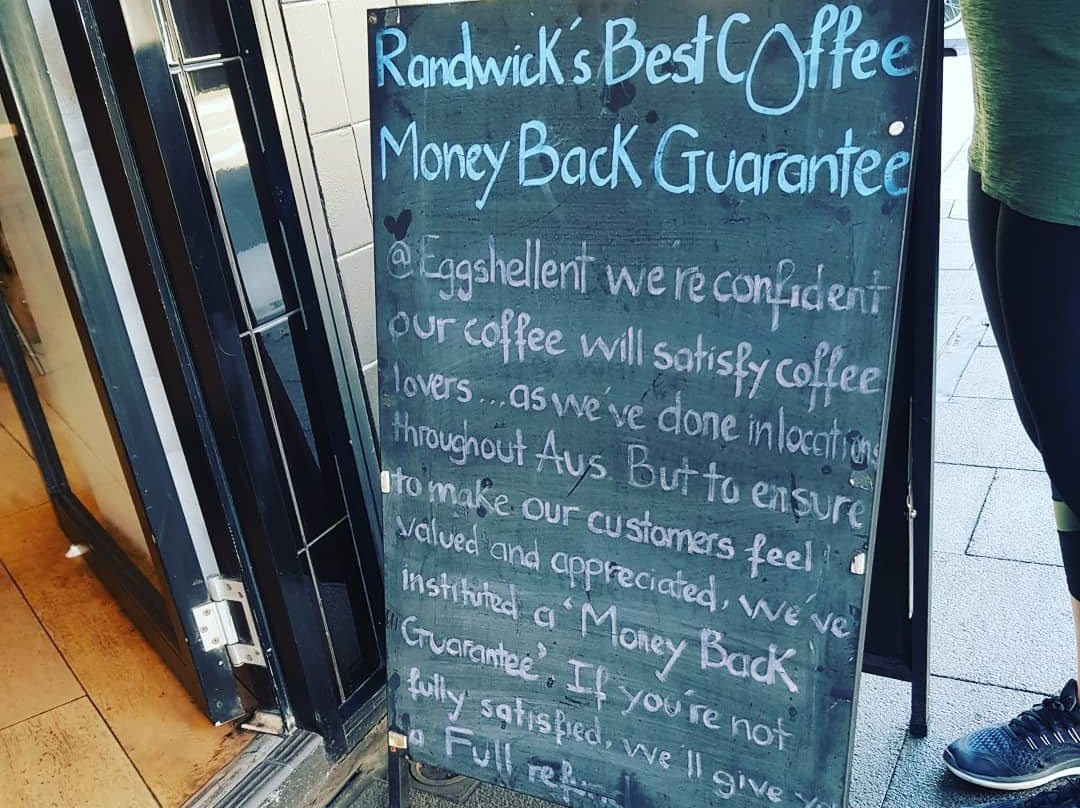 Randwick's Best Coffee
Money Back Guarantee
@ Eggshellent we're confident
our coffee will satisfy coffee
lovers... as we've done in locations
throughout Aus. But to ensure
to make our customers feel
valued and appreciated, we've
instituted a 'Money Back
Guarantee'. If you're not
fully satisfied, we'll give
a Full